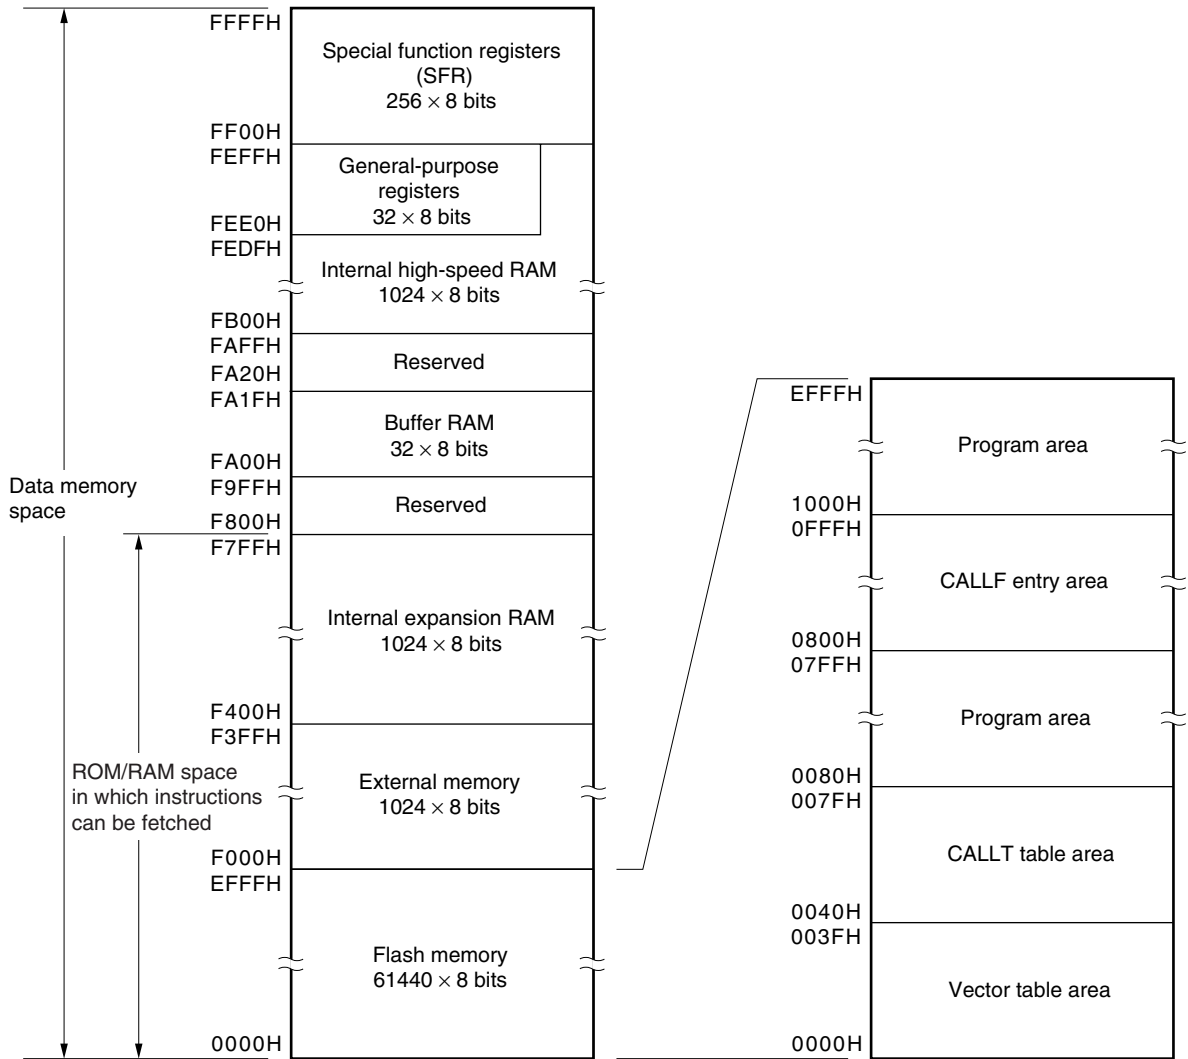 FFFFH
Special function registers
(SFR)
256 × 8 bits
FF00H
FEFFH
General-purpose
registers
32 × 8 bits
FEE0H
FEDFH
Internal high-speed RAM
1024 × 8 bits
FB00H
FAFFH
Reserved
FA20H
FA1FH
Buffer RAM
32 × 8 bits
FA00H
F9FFH
Reserved
F800H
F7FFH
Data memory
space
Internal expansion RAM
1024 × 8 bits
F400H
F3FFH
ROM/RAM space
in which instructions
can be fetched
External memory
1024 × 8 bits
F000H
EFFFH
Flash memory
61440 × 8 bits
0000H
EFFFH
Program area
1000H
0FFFH
CALLF entry area
0800H
07FFH
Program area
0080H
007FH
CALLT table area
0040H
003FH
Vector table area
0000H